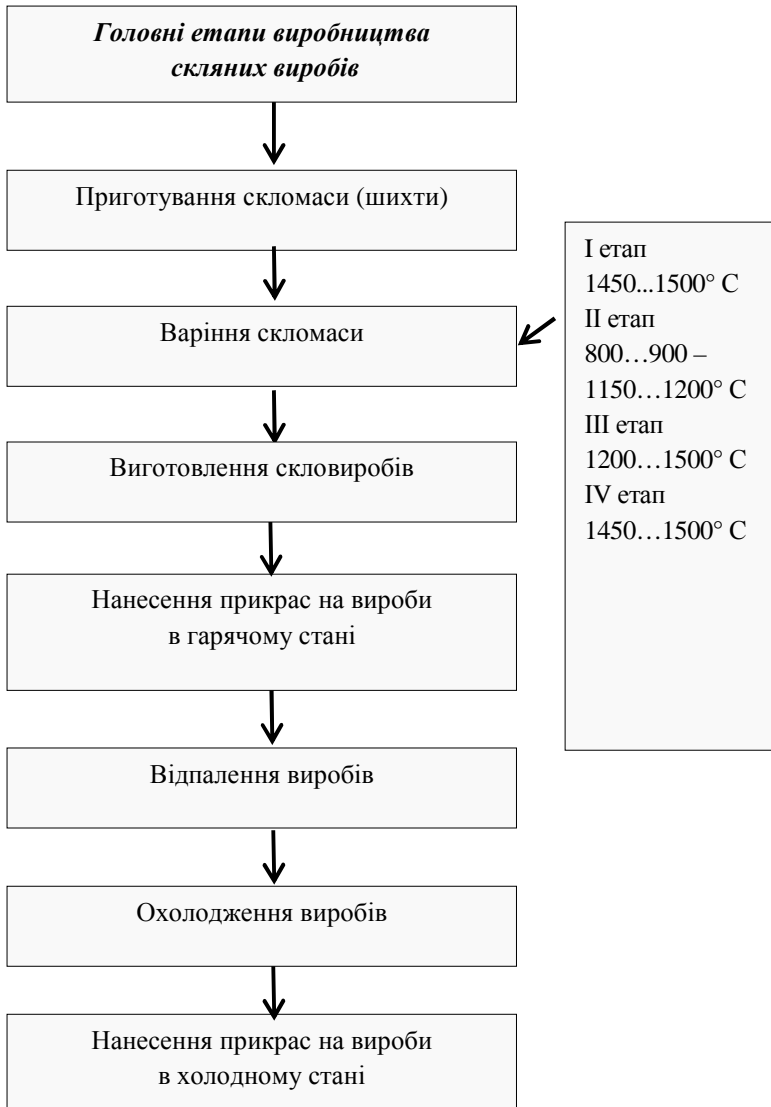 Головні етапи виробництва
скляних виробів
Приготування скломаси (шихти)
Варіння скломаси
І етап
1450...1500° С
ІІ етап
800…900 –
1150…1200° С
ІІІ етап
1200…1500° С
IV етап
1450…1500° С
Виготовлення скловиробів
Нанесення прикрас на вироби
в гарячому стані
Відпалення виробів
Охолодження виробів
Нанесення прикрас на вироби
в холодному стані